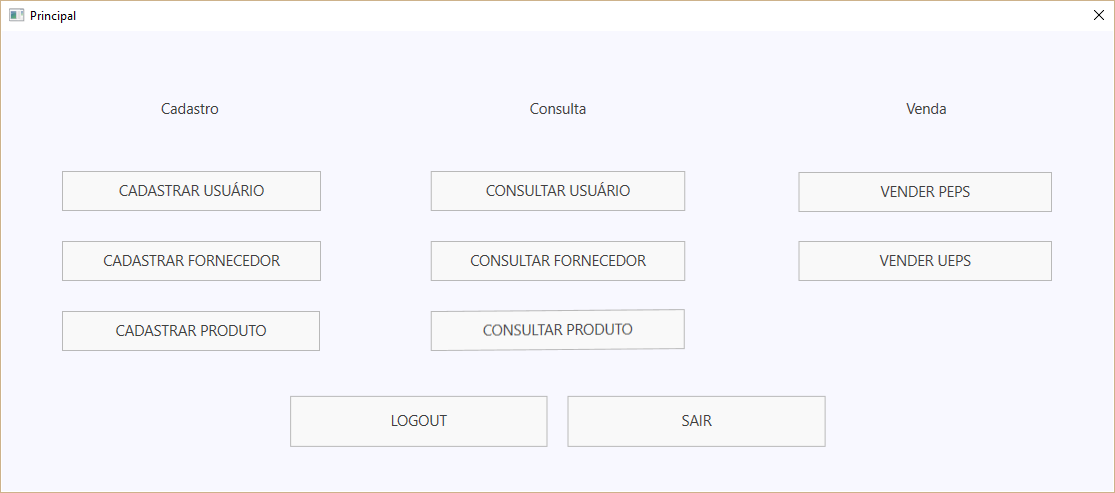 Principal
Cadastro Consulta Venda
CADASTRAR USUÁRIO CONSULTAR USUÁRIO VENDER PEPS
CADASTRAR FORNECEDOR CONSULTAR FORNECEDOR VENDER UEPS
CADASTRAR PRODUTO CONSULTAR PRODUTO
LOGOUT SAIR